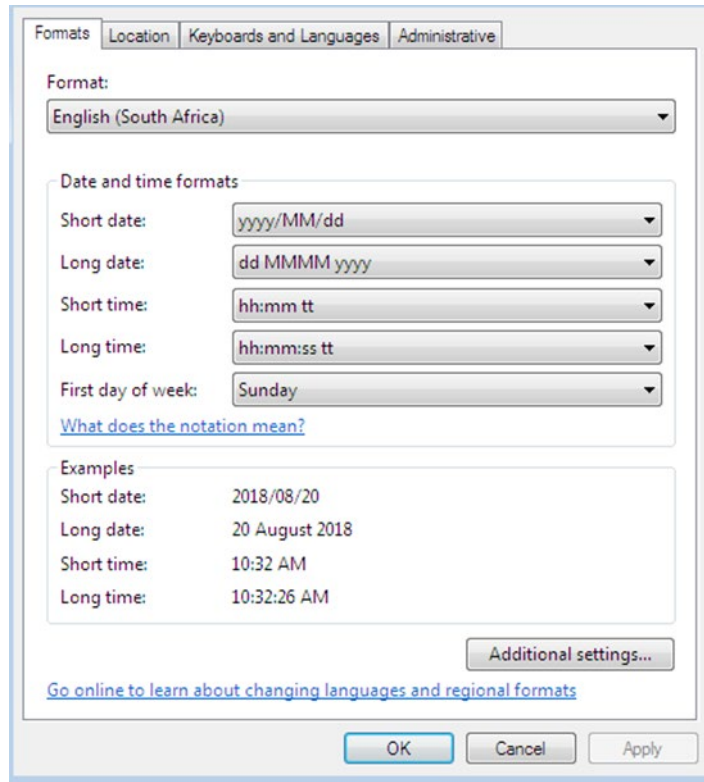 Formats Location Keyboards and Languages Administrative
Format:
English (South Africa)
Date and time formats
Short date: yyyy/MM/dd
Long date: dd MMMM yyyy
Short time: hh:mm tt
Long time: hh:mm:ss tt
First day of week: Sunday
What does the notation mean?
Examples
Short date: 2018/08/20
Long date: 20 August 2018
Short time: 10:32 AM
Long time: 10:32:26 AM
Additional settings...
Go online to learn about changing languages and regional formats
OK Cancel Apply